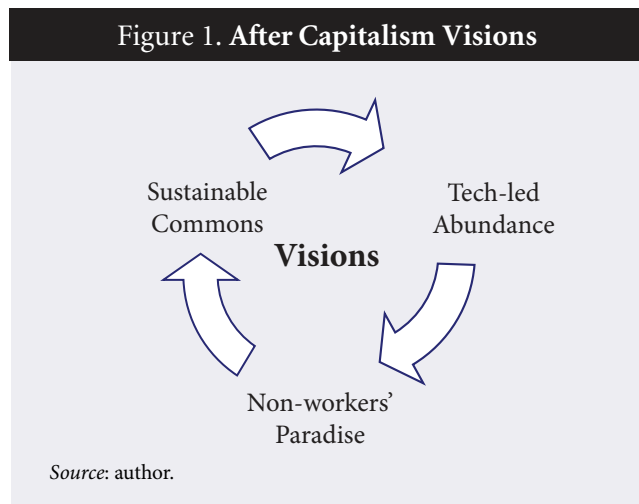 Figure 1. After Capitalism Visions
Sustainable
Commons
Tech-led
Abundance
Visions
Non-workers’
Paradise
Source: author.